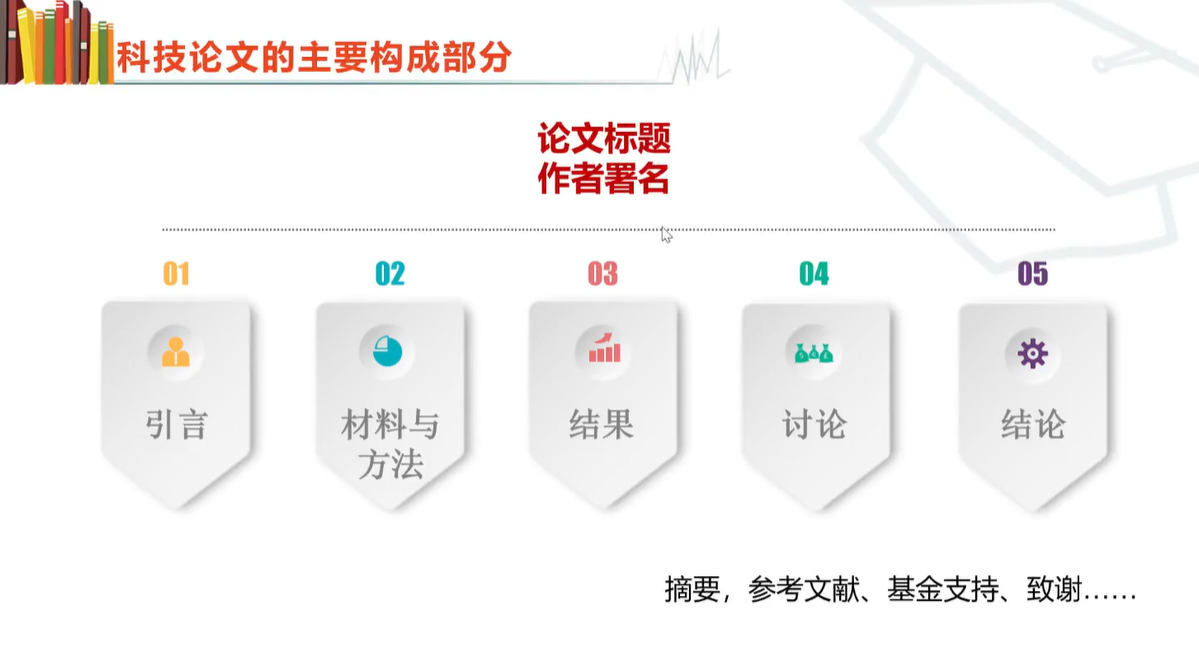 科技论文的主要构成部分
论文标题
作者署名
01
02
03
04
05
引言
材料与
方法
结果
讨论
结论
摘要，参考文献、基金支持、致谢……